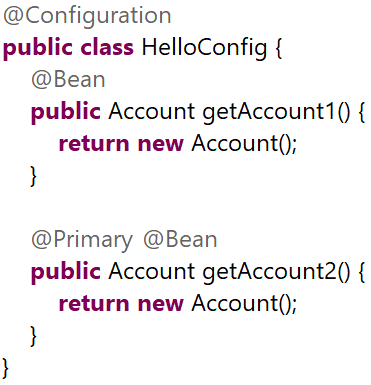 @Configuration
public class HelloConfig {
@Bean
public Account getAccount1() {
return new Account();
}
@Primary @Bean
public Account getAccount2() {
return new Account();
}
}